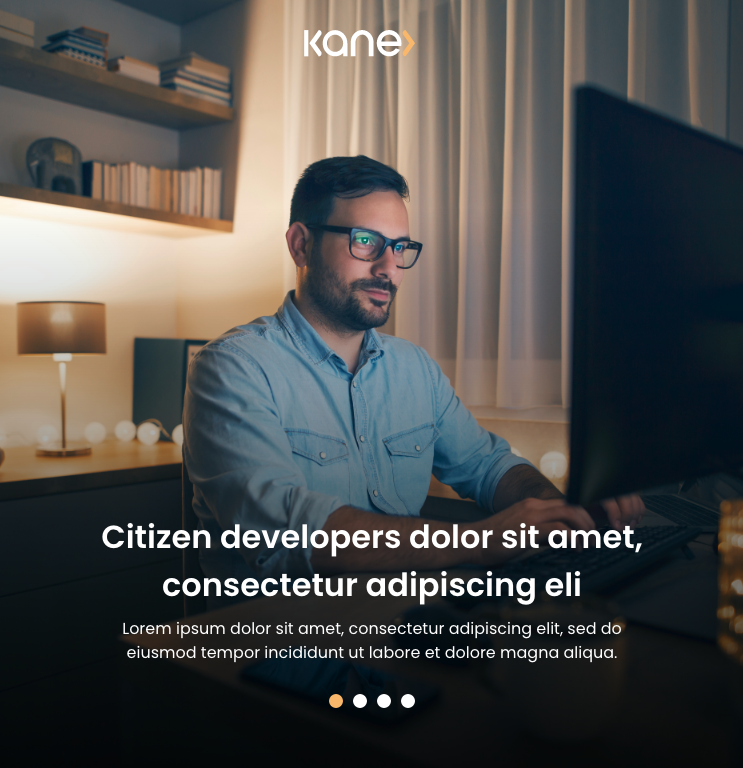 kane
Citizen developers dolor sit amet,
consectetur adipiscing eli
Lorem ipsum dolor sit amet, consectetur adipiscing elit, sed do
eiusmod tempor incididunt ut labore et dolore magna aliqua.